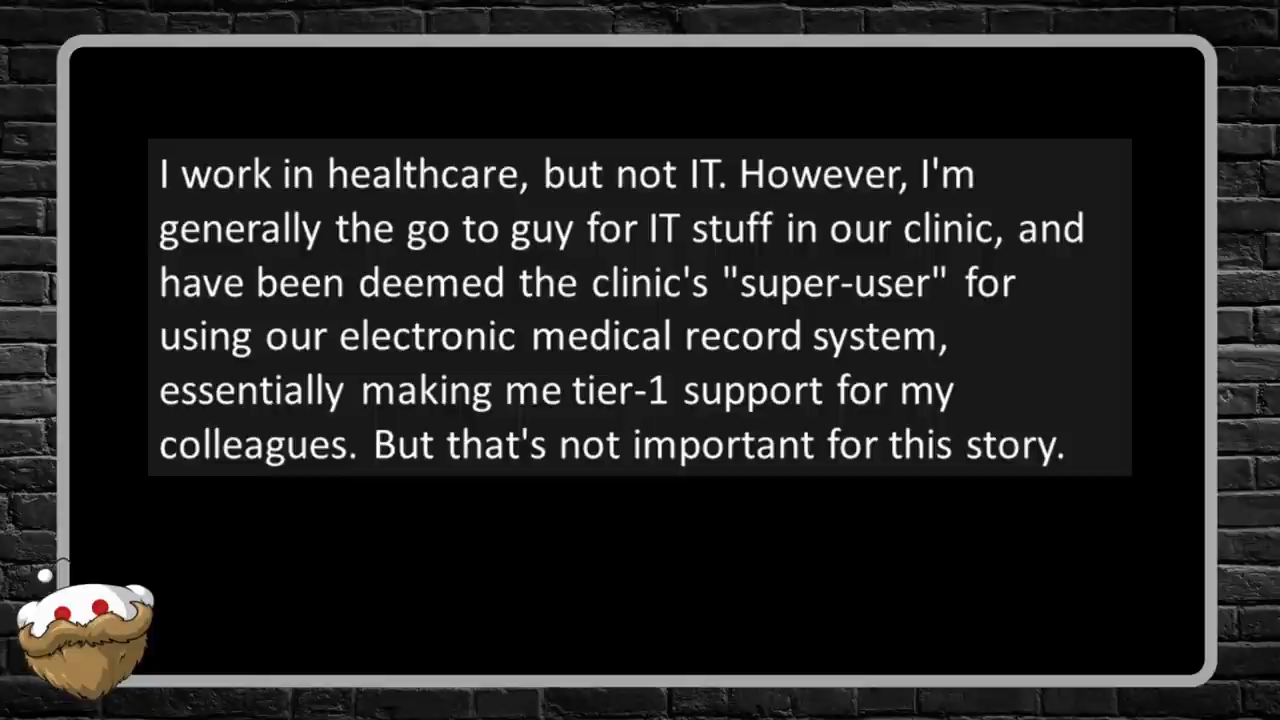 I work in healthcare, but not IT. However, I'm
generally the go to guy for IT stuff in our clinic, and
have been deemed the clinic's "super-user" for
using our electronic medical record system,
essentially making me tier-1 support for my
colleagues. But that's not important for this story.